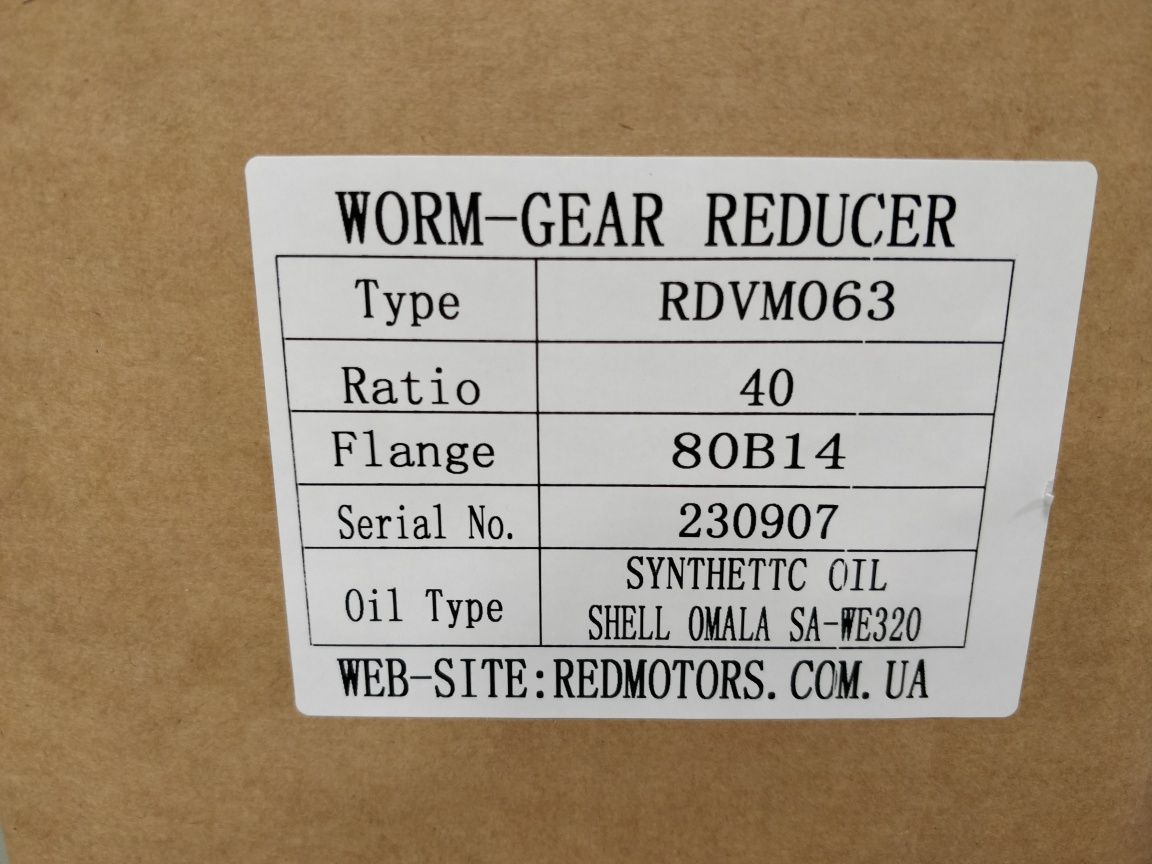 WORM-GEAR REDUCER
Type RDVM063
Ratio 40
Flange 80B14
Serial No. 230907
Oil Type SYNTHETTC OIL
SHELL OMALA SA-WE320
WEB-SITE:REDMOTORS.COM.UA